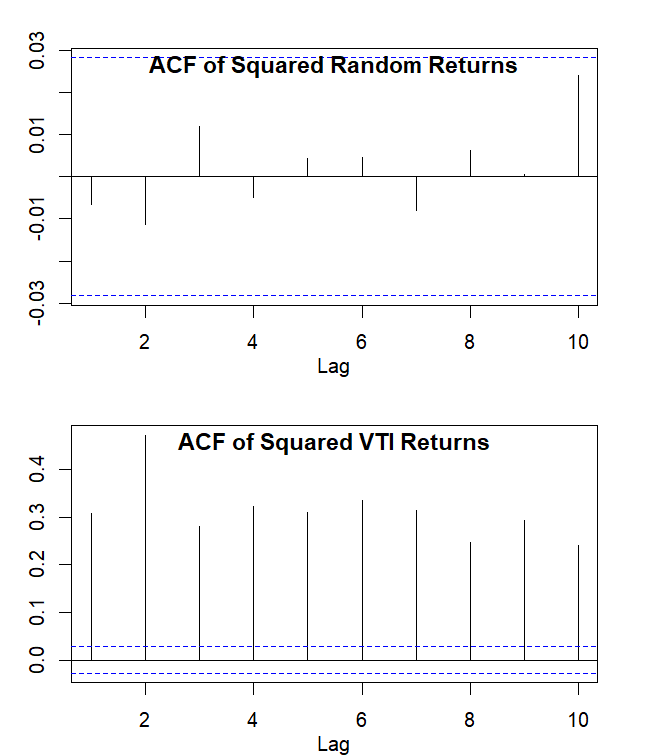 ACF of Squared Random Returns
0.03
0.01
-0.01
-0.03
2 4 6 8 10
Lag
ACF of Squared VTI Returns
0.4
0.3
0.2
0.1
0.0
2 4 6 8 10
Lag